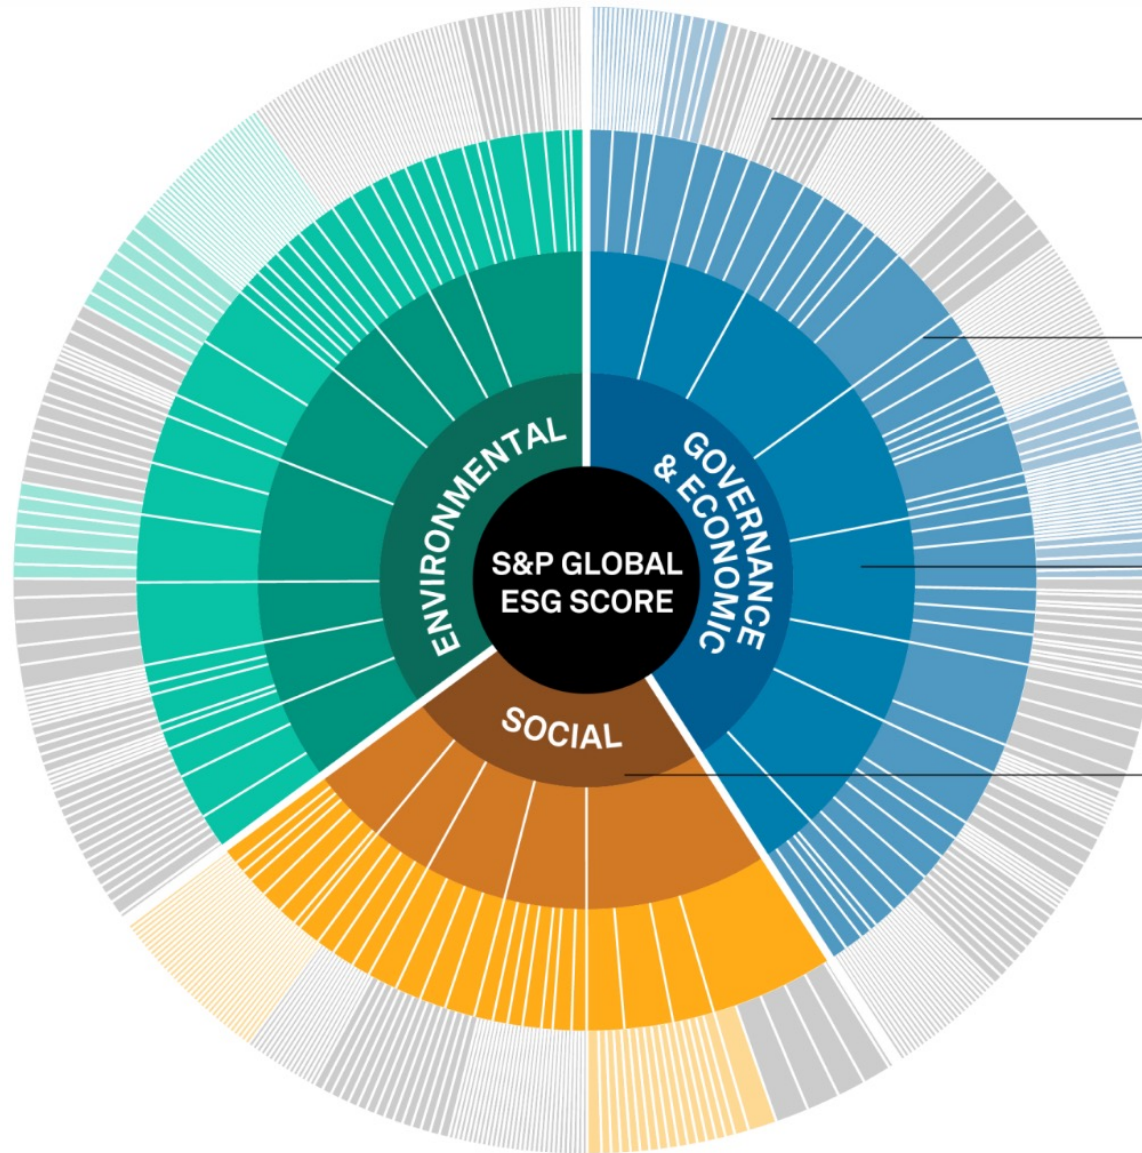 ENVIRONMENTAL
GOVERNANCE
& ECONOMIC
S&P GLOBAL
ESG SCORE
SOCIAL